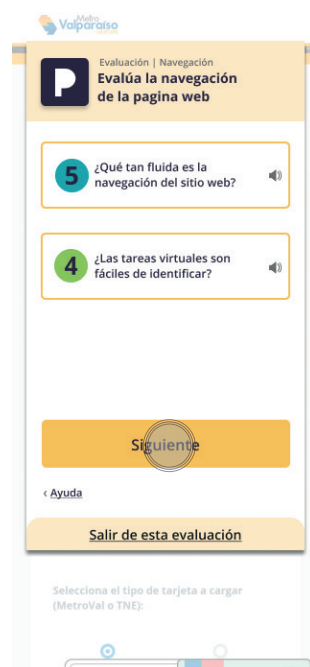 Metro
Valparaíso
Evaluación | Navegación
Evalúa la navegación
de la pagina web
5
¿Qué tan fluida es la
navegación del sitio web?
4
¿Las tareas virtuales son
fáciles de identificar?
Siguiente
‹ Ayuda
Salir de esta evaluación
Selecciona el tipo de tarjeta a cargar
(MetroVal o TNE):